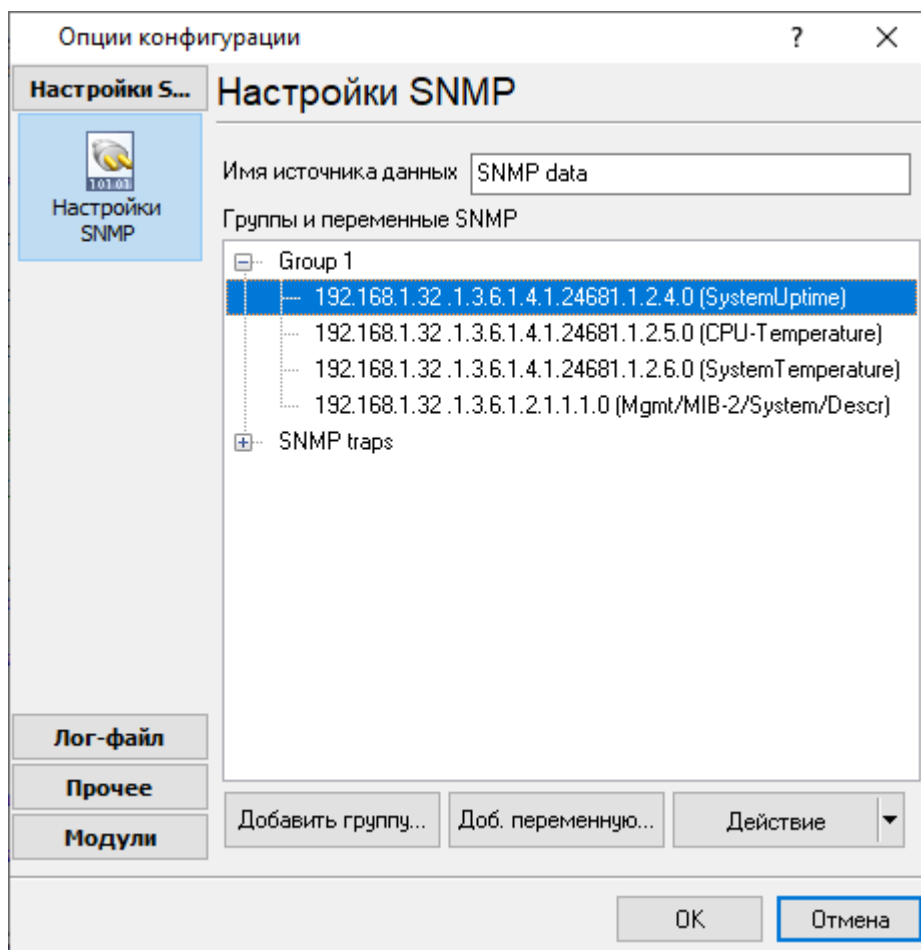 Опции конфигурации
?
Настройки S...
Настройки SNMP
101.01
Настройки
SNMP
Имя источника данных
SNMP data
Группы и переменные SNMP
Group 1
192.168.1.32 .1.3.6.1.4.1.24681.1.2.4.0 (SystemUptime)
192.168.1.32 .1.3.6.1.4.1.24681.1.2.5.0 (CPU-Temperature)
192.168.1.32 .1.3.6.1.4.1.24681.1.2.6.0 (SystemTemperature)
192.168.1.32 .1.3.6.1.2.1.1.1.0 (Mgmt/MIB-2/System/Descr)
SNMP traps
Лог-файл
Прочее
Модули
Добавить группу...
Доб. переменную...
Действие
OK
Отмена